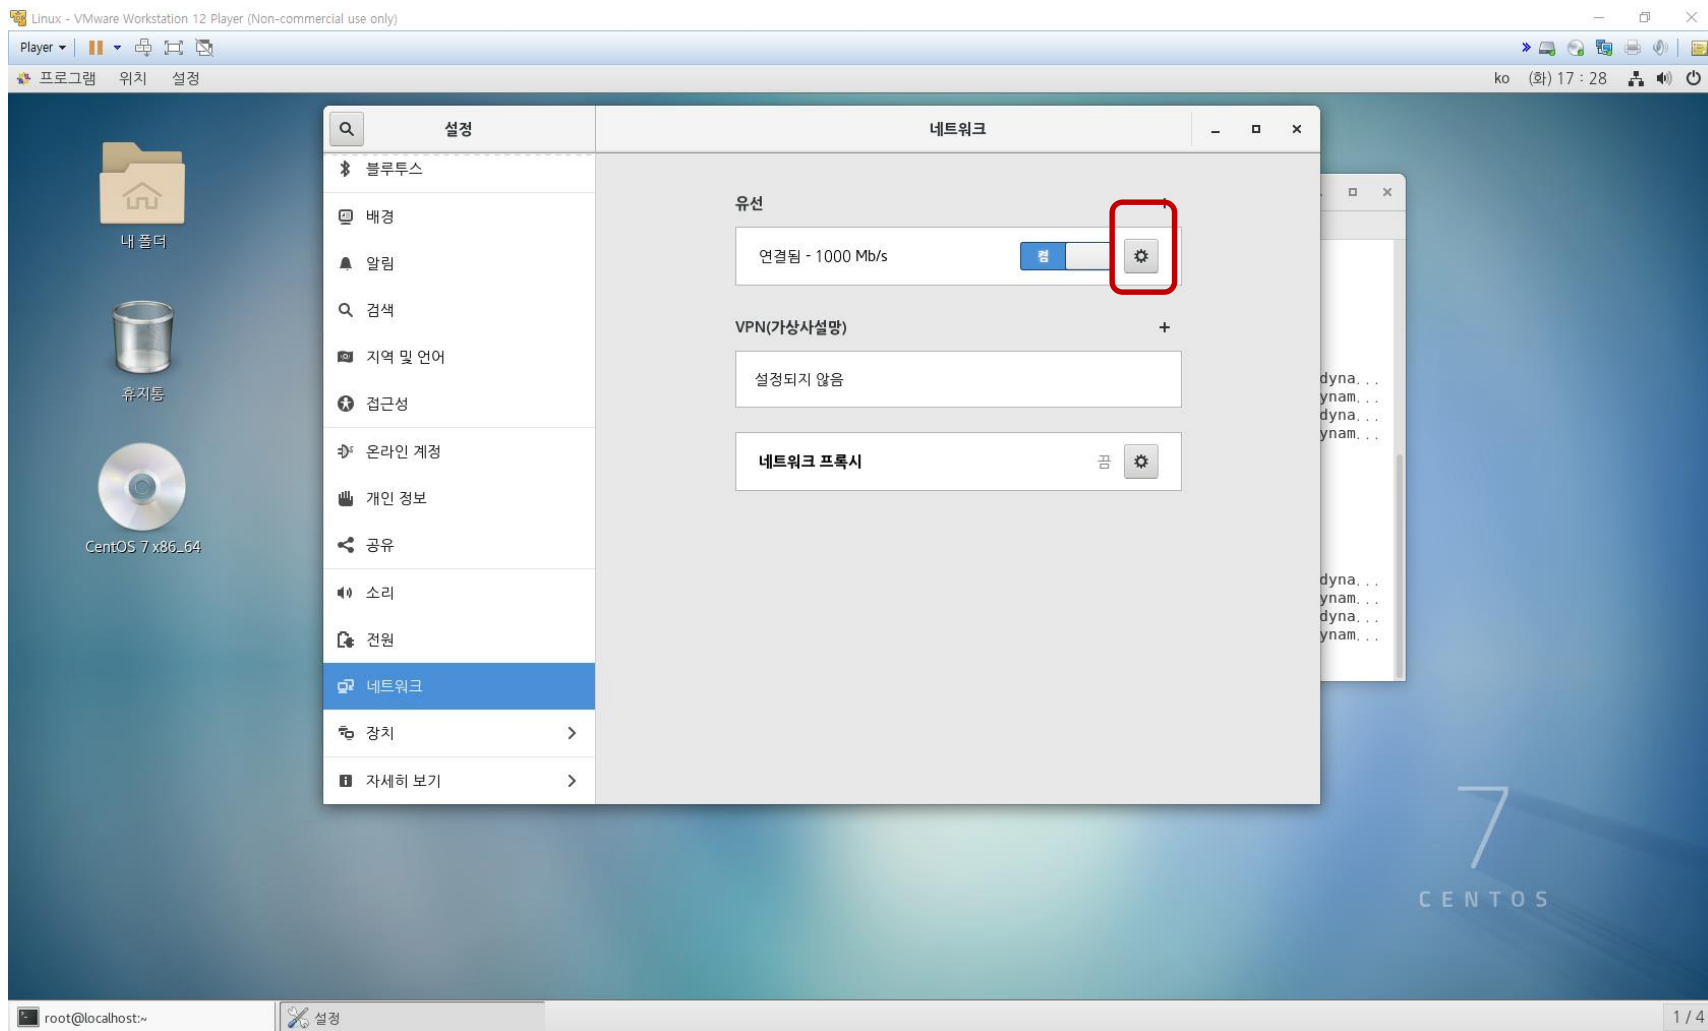 Linux - VMware Workstation 12 Player (Non-commercial use only)
Player
프로그램 위치 설정
ko (화) 17 : 28
설정
네트워크
블루투스
배경
알림
검색
지역 및 언어
접근성
온라인 계정
개인 정보
공유
소리
전원
네트워크
장치
자세히 보기
유선
연결됨 - 1000 Mb/s
켬
VPN(가상사설망)
설정되지 않음
네트워크 프록시
끔
dyna...
ynam...
dyna...
ynam...
dyna...
ynam...
dyna...
ynam...
내 폴더
휴지통
CentOS 7 x86_64
7
CENTOS
root@localhost:~
설정
1 / 4